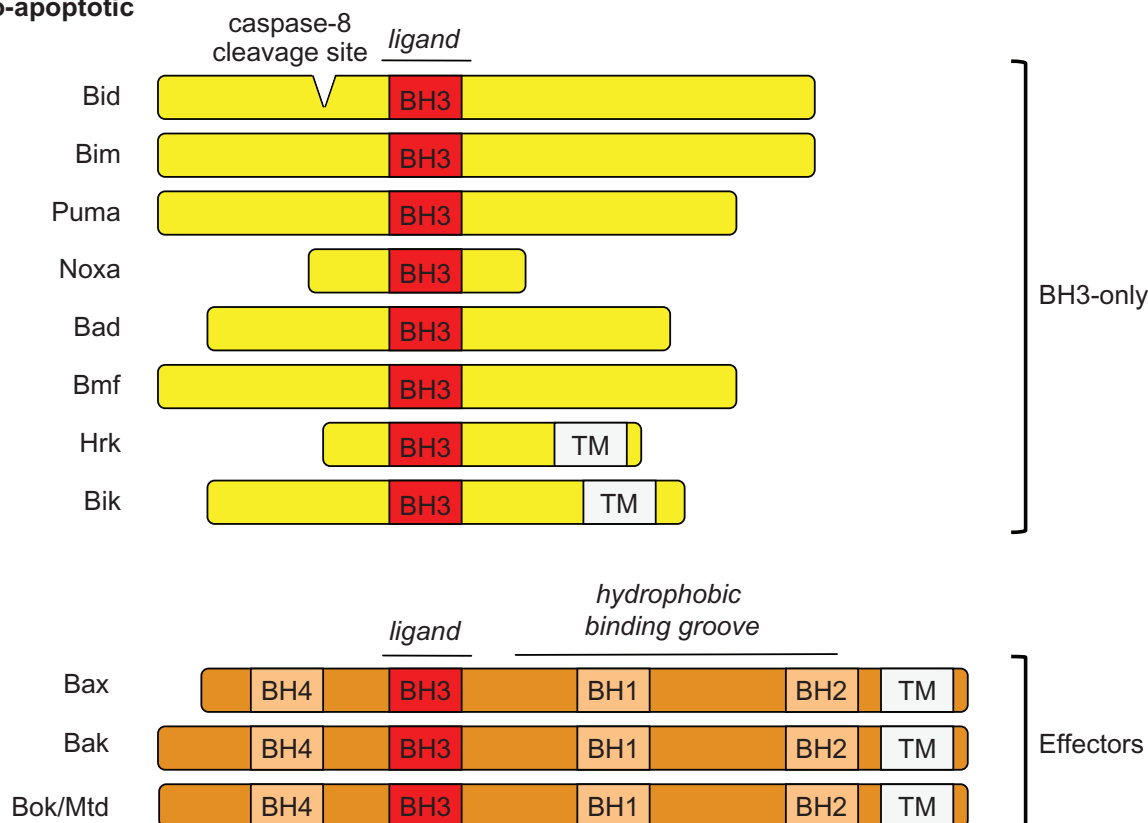 o-apoptotic
caspase-8
cleavage site
ligand
Bid BH3
Bim BH3
Puma BH3
Noxa BH3
Bad BH3
Bmf BH3
Hrk BH3 TM
Bik BH3 TM
BH3-only
hydrophobic
binding groove
ligand
Bax BH4 BH3 BH1 BH2 TM
Bak BH4 BH3 BH1 BH2 TM
Effectors
Bok/Mtd BH4 BH3 BH1 BH2 TM